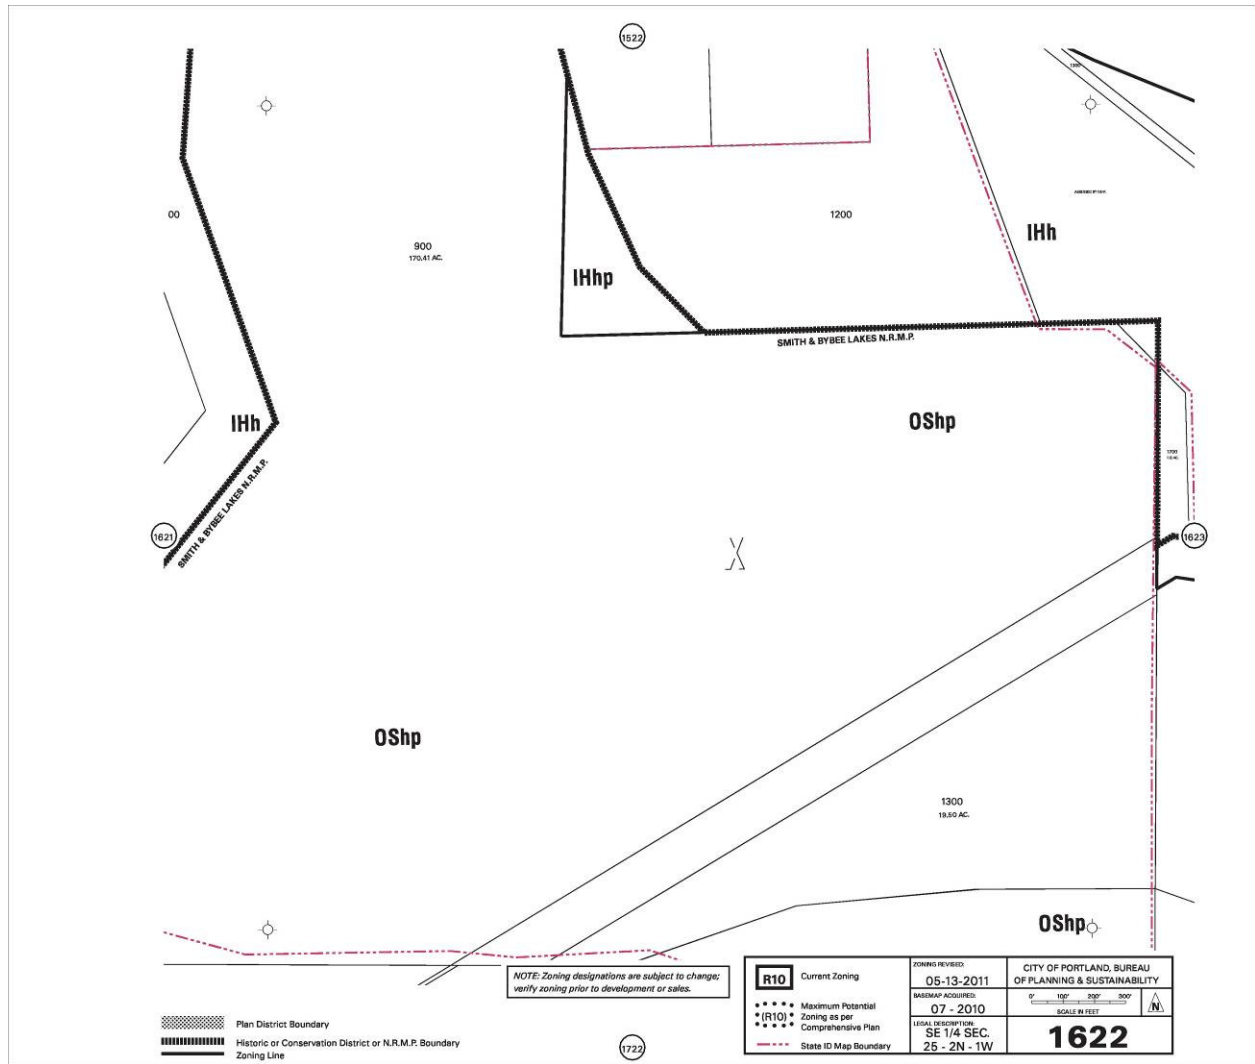 1522
00
900
170.41 AC.
1200
IHh
IHhp
SMITH & BYBEE LAKES N.R.M.P.
IHh
OShp
1621
SMITH & BYBEE LAKES N.R.M.P.
1623
OShp
1300
19.50 AC.
OShp
NOTE: Zoning designations are subject to change;
verify zoning prior to development or sales.
R10 Current Zoning
(R10) Maximum Potential
Zoning as per
Comprehensive Plan
State ID Map Boundary
ZONING REVISED:
05-13-2011
BASEMAP ACQUIRED:
07 - 2010
LEGAL DESCRIPTION:
SE 1/4 SEC.
25 - 2N - 1W
CITY OF PORTLAND, BUREAU
OF PLANNING & SUSTAINABILITY
0' 100' 200' 300'
SCALE IN FEET
N
1622
Plan District Boundary
Historic or Conservation District or N.R.M.P. Boundary
Zoning Line
1722